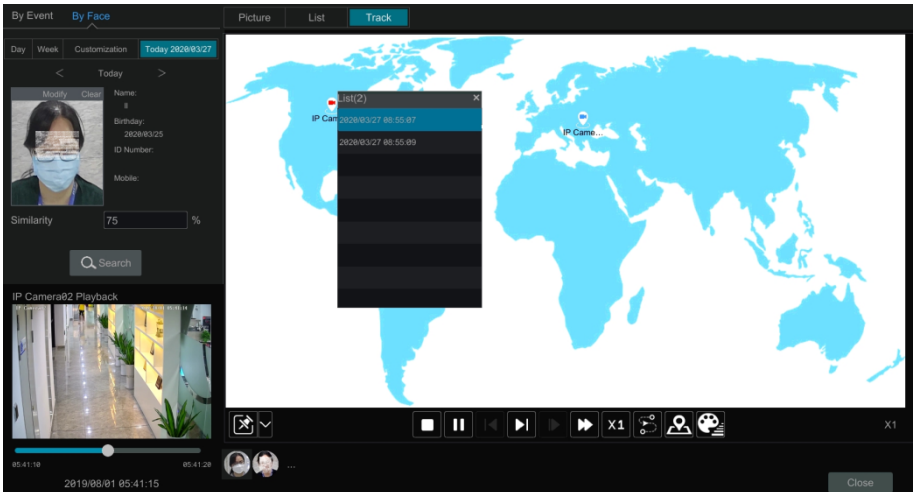 By Event By Face
Picture List Track
Day Week Customization Today 2020/03/27
< Today >
Modify Clear
Name:
ll
Birthday:
2020/03/25
ID Number:
Mobile:
Similarity 75 %
Search
List(2) ×
2020/03/27 08:55:07
2020/03/27 08:55:09
IP Cam
IP Came...
IP Camera02 Playback
X1
X1
05:41:10 05:41:20
2019/08/01 05:41:15
...
Close